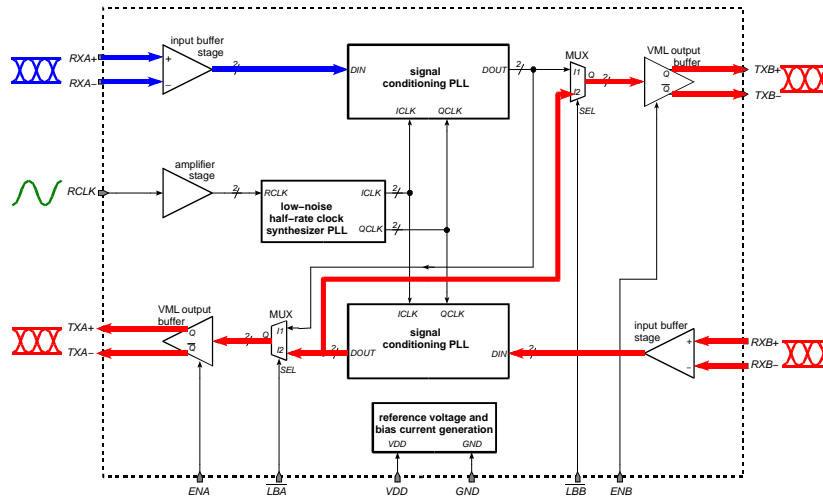 input buffer
stage
RXA+
RXA−
+
−
2
DIN
signal
conditioning PLL
DOUT
2
ICLK
QCLK
MUX
I1
I2
Q
2
SEL
VML output
buffer
Q
Q
TXB+
TXB−
amplifier
stage
RCLK
2
RCLK
ICLK
2
low−noise
half−rate clock
synthesizer PLL
QCLK
2
VML output
buffer
TXA+
TXA−
Q
Q
2
MUX
Q
I1
I2
SEL
2
DOUT
ICLK
QCLK
signal
conditioning PLL
DIN
2
input buffer
stage
+
−
RXB+
RXB−
reference voltage and
bias current generation
VDD
GND
ENA
LBA
VDD
GND
LBB
ENB